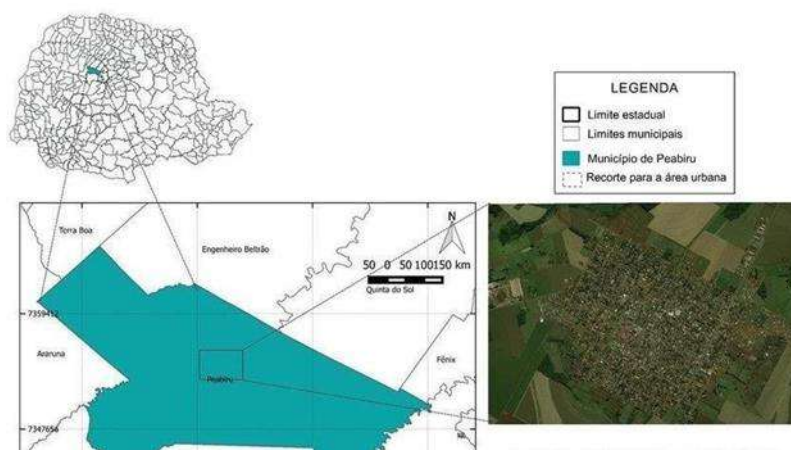 LEGENDA
Limite estadual
Limites municipais
Município de Peabiru
Recorte para a área urbana
Terra Boa
Engenheiro Beltrão
N
50 0 50 100150 km
Quinta do Sol
7359412
Araruna
Fênix
Peabiru
7347656